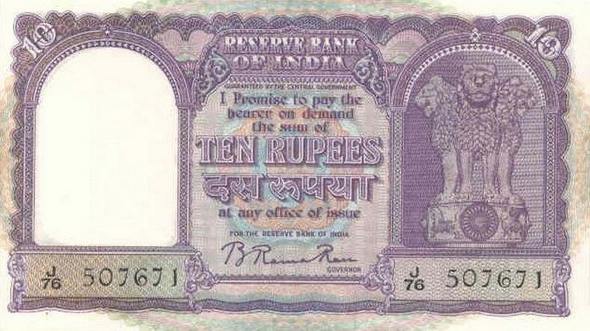 10 10
RESERVE BANK
OF INDIA
GUARANTEED BY THE CENTRAL GOVERNMENT
I Promise to pay the
bearer on demand
the sum of
TEN RUPEES
दस रूपया
at any office of issue
FOR THE RESERVE BANK OF INDIA
B Rama Rau
GOVERNOR
J/76 507671
J/76 507671